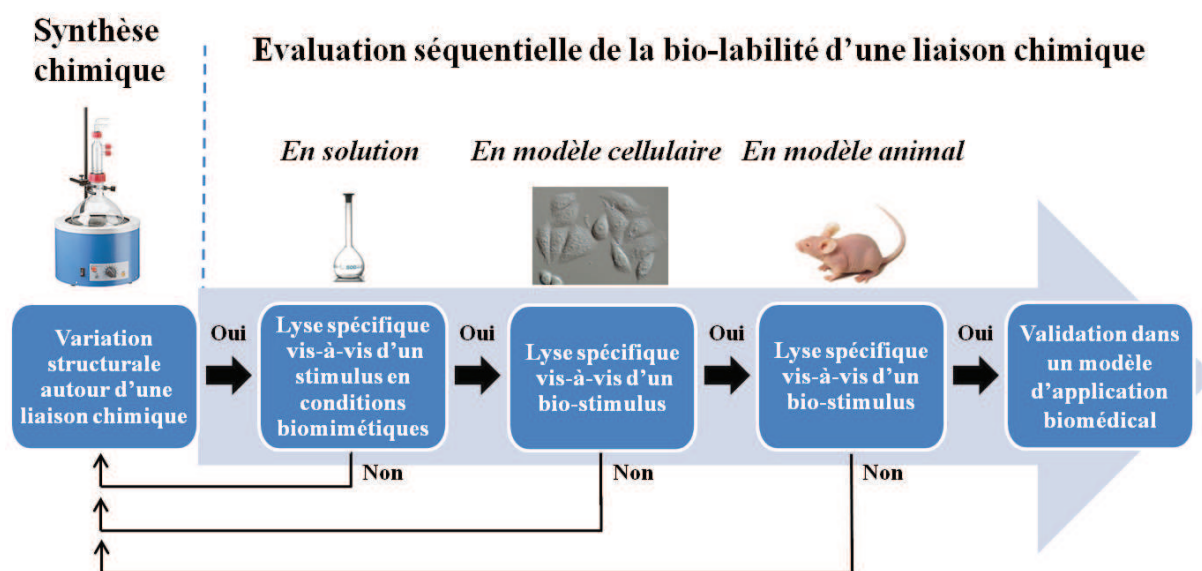 Synthèse
chimique
Evaluation séquentielle de la bio-labilité d’une liaison chimique
En solution
En modèle cellulaire
En modèle animal
Variation
structurale
autour d’une
liaison chimique
Oui
Lyse spécifique
vis-à-vis d’un
stimulus en
conditions
biomimétiques
Oui
Lyse spécifique
vis-à-vis d’un
bio-stimulus
Oui
Lyse spécifique
vis-à-vis d’un
bio-stimulus
Oui
Validation dans
un modèle
d’application
biomédical
Non
Non
Non